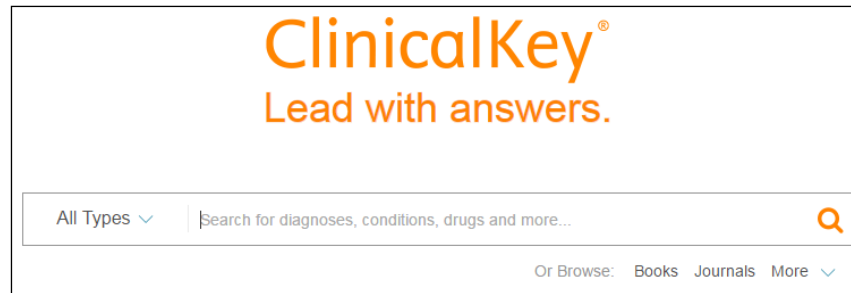 ClinicalKey®
Lead with answers.
All Types Search for diagnoses, conditions, drugs and more...
Or Browse: Books Journals More